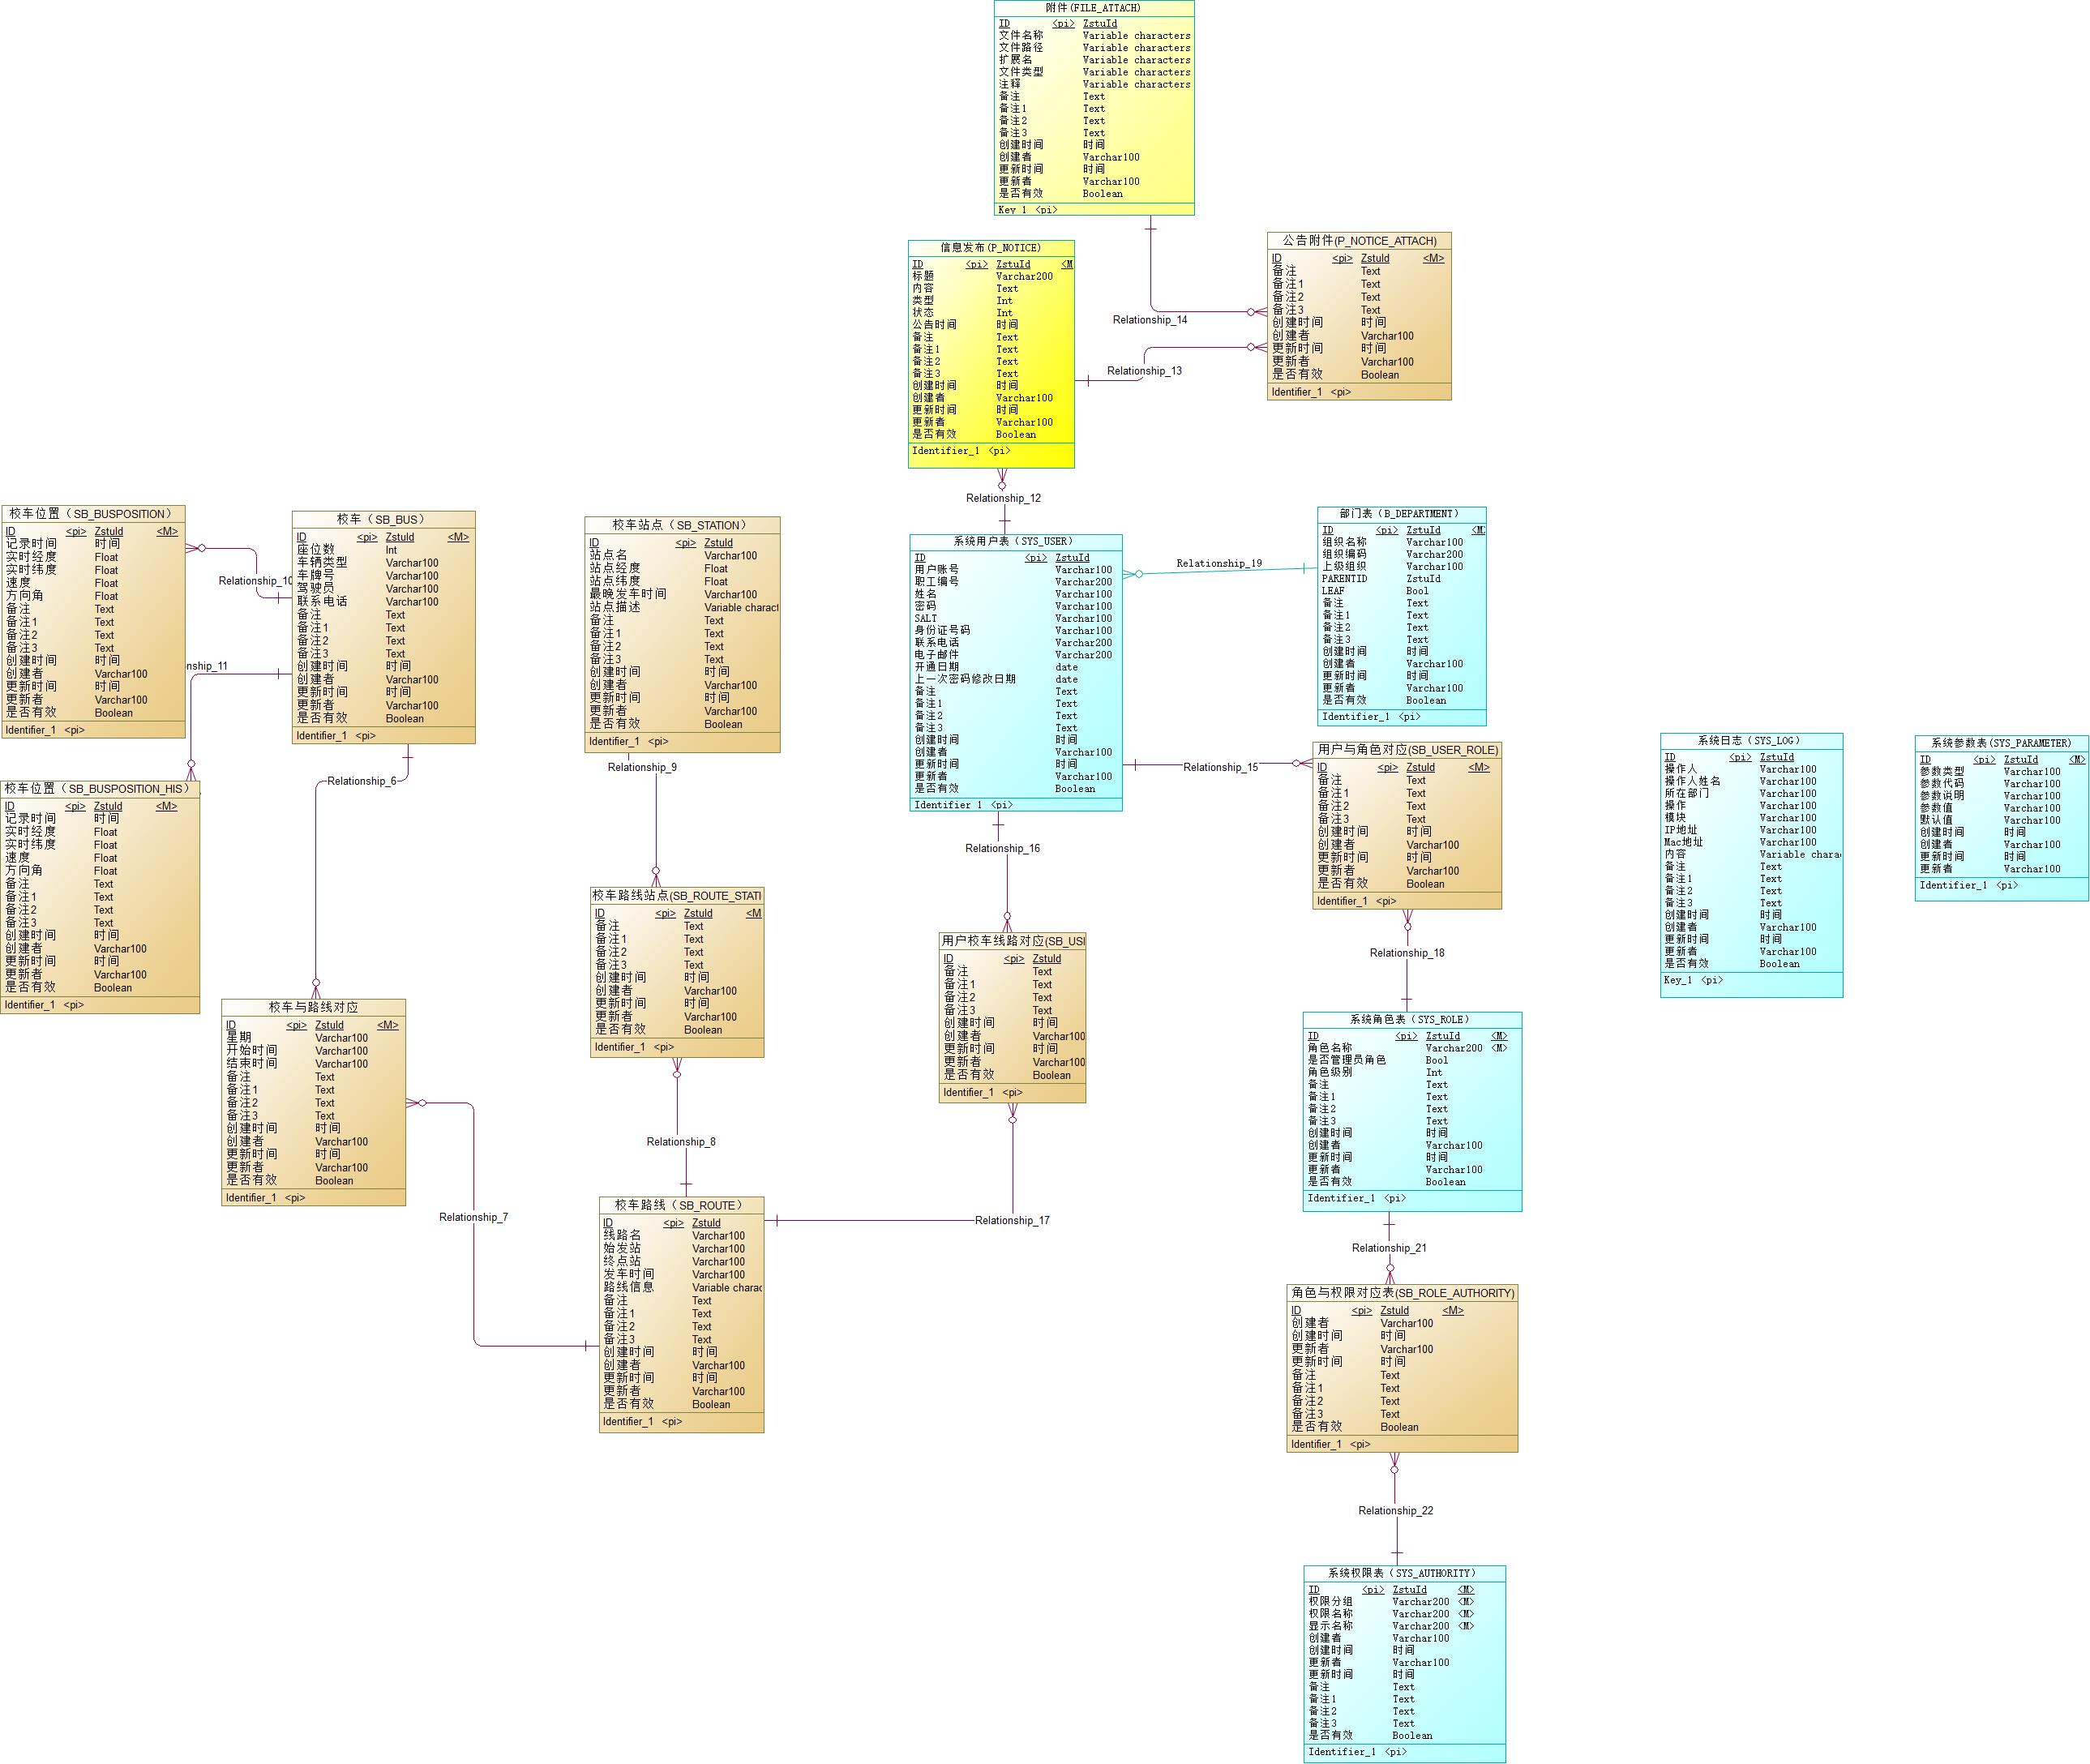 附件(FILE_ATTACH)
ID <pi> ZstuId
文件名称 Variable characters
文件路径 Variable characters
扩展名 Variable characters
文件类型 Variable characters
注释 Variable characters
备注 Text
备注1 Text
备注2 Text
备注3 Text
创建时间 时间
创建者 Varchar100
更新时间 时间
更新者 Varchar100
是否有效 Boolean
Key_1 <pi>
信息发布(P_NOTICE)
ID <pi> ZstuId <M
标题 Varchar200
内容 Text
类型 Int
状态 Int
公告时间 时间
备注 Text
备注1 Text
备注2 Text
备注3 Text
创建时间 时间
创建者 Varchar100
更新时间 时间
更新者 Varchar100
是否有效 Boolean
Identifier_1 <pi>
公告附件(P_NOTICE_ATTACH)
ID <pi> ZstuId <M>
备注 Text
备注1 Text
备注2 Text
备注3 Text
创建时间 时间
创建者 Varchar100
更新时间 时间
更新者 Varchar100
是否有效 Boolean
Identifier_1 <pi>
Relationship_14
Relationship_13
Relationship_12
校车位置（SB_BUSPOSITION）
ID <pi> ZstuId <M>
记录时间 时间
实时经度 Float
实时纬度 Float
速度 Float
方向角 Float
备注 Text
备注1 Text
备注2 Text
备注3 Text
创建时间 时间
创建者 Varchar100
更新时间 时间
更新者 Varchar100
是否有效 Boolean
Identifier_1 <pi>
Relationship_10
nship_11
校车（SB_BUS）
ID <pi> ZstuId <M>
座位数 Int
车辆类型 Varchar100
车牌号 Varchar100
驾驶员 Varchar100
联系电话 Varchar100
备注 Text
备注1 Text
备注2 Text
备注3 Text
创建时间 时间
创建者 Varchar100
更新时间 时间
更新者 Varchar100
是否有效 Boolean
Identifier_1 <pi>
校车站点（SB_STATION）
ID <pi> ZstuId
站点名 Varchar100
站点经度 Float
站点纬度 Float
最晚发车时间 Varchar100
站点描述 Variable charact
备注 Text
备注1 Text
备注2 Text
备注3 Text
创建时间 时间
创建者 Varchar100
更新时间 时间
更新者 Varchar100
是否有效 Boolean
Identifier_1 <pi>
系统用户表（SYS_USER）
ID <pi> ZstuId
用户账号 Varchar100
职工编号 Varchar200
姓名 Varchar100
密码 Varchar100
SALT Varchar100
身份证号码 Varchar100
联系电话 Varchar200
电子邮件 Varchar200
开通日期 date
上一次密码修改日期 date
备注 Text
备注1 Text
备注2 Text
备注3 Text
创建时间 时间
创建者 Varchar100
更新时间 时间
更新者 Varchar100
是否有效 Boolean
Identifier_1 <pi>
Relationship_19
部门表（B_DEPARTMENT）
ID <pi> ZstuId <M
组织名称 Varchar100
组织编码 Varchar200
上级组织 Varchar100
PARENTID ZstuId
LEAF Bool
备注 Text
备注1 Text
备注2 Text
备注3 Text
创建时间 时间
创建者 Varchar100
更新时间 时间
更新者 Varchar100
是否有效 Boolean
Identifier_1 <pi>
Relationship_15
用户与角色对应(SB_USER_ROLE)
ID <pi> ZstuId <M>
备注 Text
备注1 Text
备注2 Text
备注3 Text
创建时间 时间
创建者 Varchar100
更新时间 时间
更新者 Varchar100
是否有效 Boolean
Identifier_1 <pi>
系统日志（SYS_LOG）
ID <pi> ZstuId
操作人 Varchar100
操作人姓名 Varchar100
所在部门 Varchar100
操作 Varchar100
模块 Varchar100
IP地址 Varchar100
Mac地址 Varchar100
内容 Variable chara
备注 Text
备注1 Text
备注2 Text
备注3 Text
创建时间 时间
创建者 Varchar100
更新时间 时间
更新者 Varchar100
是否有效 Boolean
Key_1 <pi>
系统参数表(SYS_PARAMETER)
ID <pi> ZstuId <M>
参数类型 Varchar100
参数代码 Varchar100
参数说明 Varchar100
参数值 Varchar100
默认值 Varchar100
创建时间 时间
创建者 Varchar100
更新时间 时间
更新者 Varchar100
Identifier_1 <pi>
校车位置（SB_BUSPOSITION_HIS）
ID <pi> ZstuId <M>
记录时间 时间
实时经度 Float
实时纬度 Float
速度 Float
方向角 Float
备注 Text
备注1 Text
备注2 Text
备注3 Text
创建时间 时间
创建者 Varchar100
更新时间 时间
更新者 Varchar100
是否有效 Boolean
Identifier_1 <pi>
Relationship_6
Relationship_9
Relationship_16
校车路线站点(SB_ROUTE_STATI
ID <pi> ZstuId <M
备注 Text
备注1 Text
备注2 Text
备注3 Text
创建时间 时间
创建者 Varchar100
更新时间 时间
更新者 Varchar100
是否有效 Boolean
Identifier_1 <pi>
用户校车线路对应(SB_USI
ID <pi> ZstuId
备注 Text
备注1 Text
备注2 Text
备注3 Text
创建时间 时间
创建者 Varchar100
更新时间 时间
更新者 Varchar100
是否有效 Boolean
Identifier_1 <pi>
Relationship_18
校车与路线对应
ID <pi> ZstuId <M>
星期 Varchar100
开始时间 Varchar100
结束时间 Varchar100
备注 Text
备注1 Text
备注2 Text
备注3 Text
创建时间 时间
创建者 Varchar100
更新时间 时间
更新者 Varchar100
是否有效 Boolean
Identifier_1 <pi>
系统角色表（SYS_ROLE）
ID <pi> ZstuId <M>
角色名称 Varchar200 <M>
是否管理员角色 Bool
角色级别 Int
备注 Text
备注1 Text
备注2 Text
备注3 Text
创建时间 时间
创建者 Varchar100
更新时间 时间
更新者 Varchar100
是否有效 Boolean
Identifier_1 <pi>
Relationship_8
Relationship_7
Relationship_17
校车路线（SB_ROUTE）
ID <pi> ZstuId
线路名 Varchar100
始发站 Varchar100
终点站 Varchar100
发车时间 Varchar100
路线信息 Variable charac
备注 Text
备注1 Text
备注2 Text
备注3 Text
创建时间 时间
创建者 Varchar100
更新时间 时间
更新者 Varchar100
是否有效 Boolean
Identifier_1 <pi>
Relationship_21
角色与权限对应表(SB_ROLE_AUTHORITY)
ID <pi> ZstuId <M>
创建者 Varchar100
创建时间 时间
更新者 Varchar100
更新时间 时间
备注 Text
备注1 Text
备注2 Text
备注3 Text
是否有效 Boolean
Identifier_1 <pi>
Relationship_22
系统权限表（SYS_AUTHORITY）
ID <pi> ZstuId <M>
权限分组 Varchar200 <M>
权限名称 Varchar200 <M>
显示名称 Varchar200 <M>
创建者 Varchar100
创建时间 时间
更新者 Varchar100
更新时间 时间
备注 Text
备注1 Text
备注2 Text
备注3 Text
是否有效 Boolean
Identifier_1 <pi>